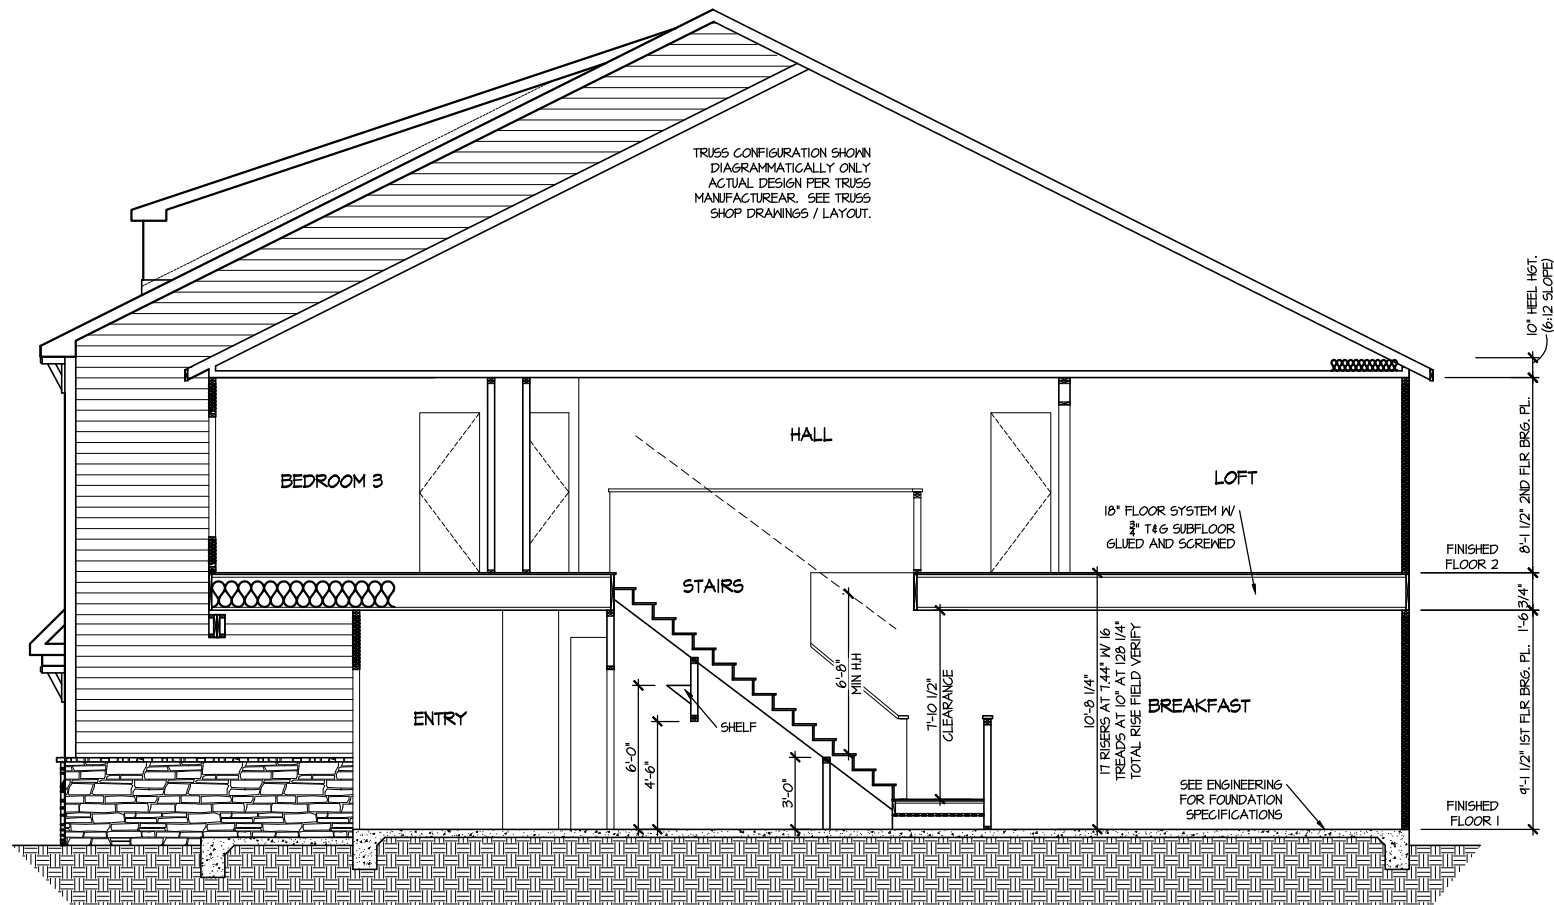 TRUSS CONFIGURATION SHOWN
DIAGRAMMATICALLY ONLY
ACTUAL DESIGN PER TRUSS
MANUFACTUREAR. SEE TRUSS
SHOP DRAWINGS / LAYOUT.
10" HEEL HGT.
(6:12 SLOPE)
HALL
BEDROOM 3
LOFT
18" FLOOR SYSTEM W/
3/4" T&G SUBFLOOR
GLUED AND SCREWED
8'-1 1/2" 2ND FLR BRG. PL.
FINISHED
FLOOR 2
STAIRS
1'-6 3/4"
6'-8"
MIN H.H
7'-10 1/2"
CLEARANCE
10'-8 1/4"
17 RISERS AT 7.44" W/ 16
TREADS AT 10" AT 128 1/4"
TOTAL RISE FIELD VERIFY
BREAKFAST
ENTRY
SHELF
6'-0"
4'-6"
3'-0"
9'-1 1/2" 1ST FLR BRG. PL.
SEE ENGINEERING
FOR FOUNDATION
SPECIFICATIONS
FINISHED
FLOOR 1